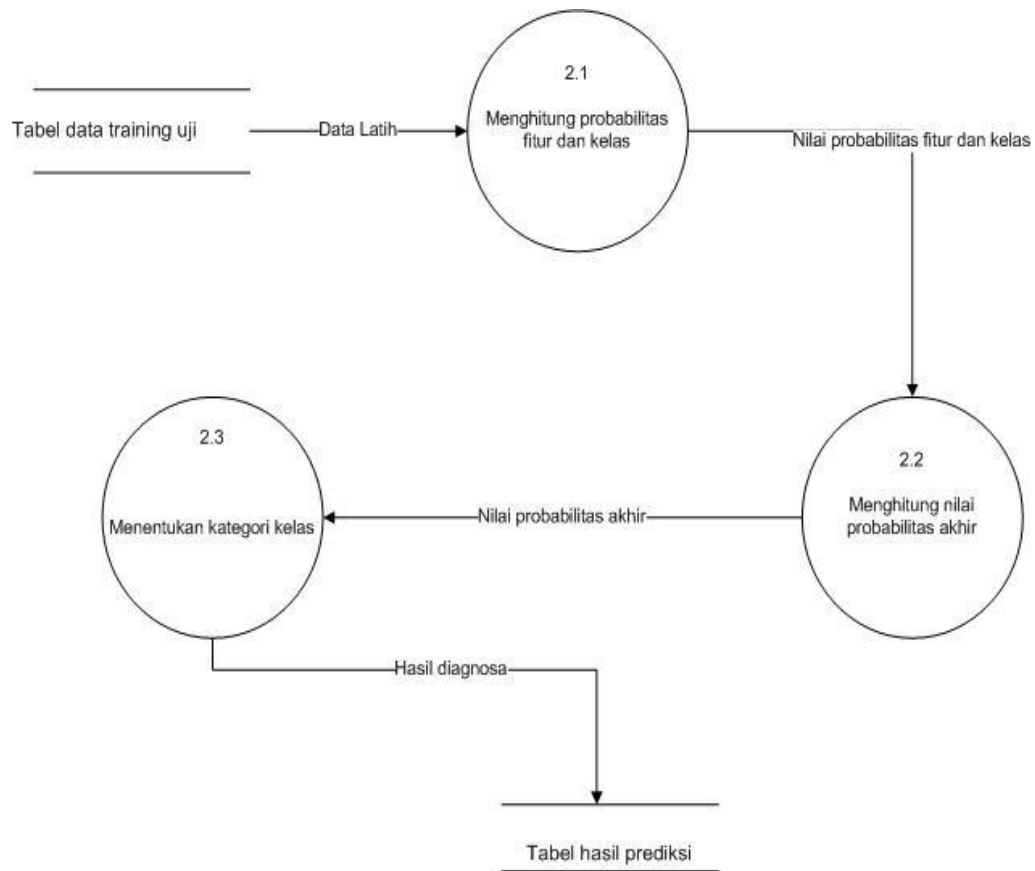 2.1
Tabel data training uji
Data Latih
Menghitung probabilitas
fitur dan kelas
Nilai probabilitas fitur dan kelas
2.3
Menentukan kategori kelas
Nilai probabilitas akhir
2.2
Menghitung nilai
probabilitas akhir
Hasil diagnosa
Tabel hasil prediksi